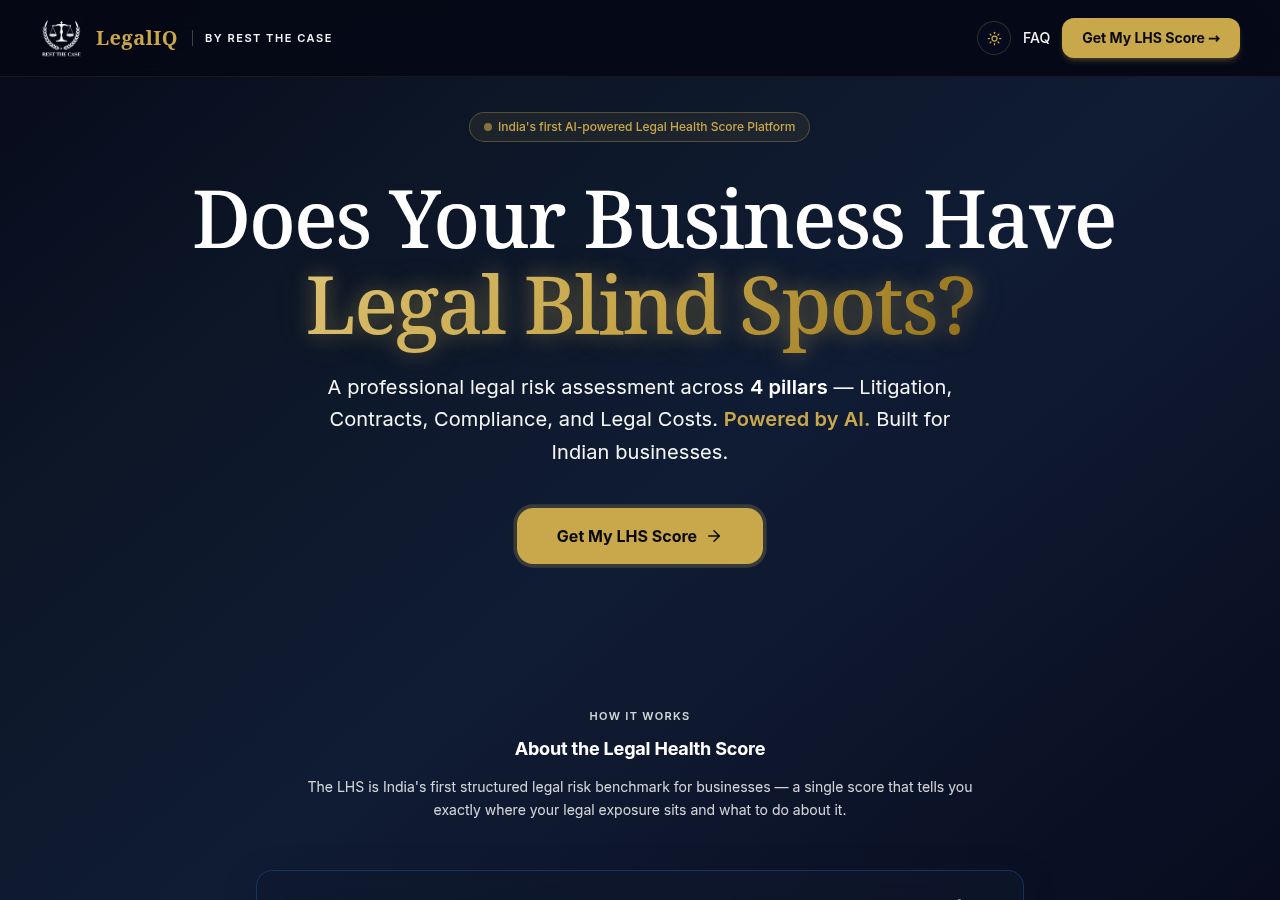 REST THE CASE
LegalIQ
BY REST THE CASE
FAQ
Get My LHS Score →
India's first AI-powered Legal Health Score Platform
Does Your Business Have
Legal Blind Spots?
A professional legal risk assessment across 4 pillars — Litigation,
Contracts, Compliance, and Legal Costs. Powered by AI. Built for
Indian businesses.
Get My LHS Score →
HOW IT WORKS
About the Legal Health Score
The LHS is India's first structured legal risk benchmark for businesses — a single score that tells you
exactly where your legal exposure sits and what to do about it.